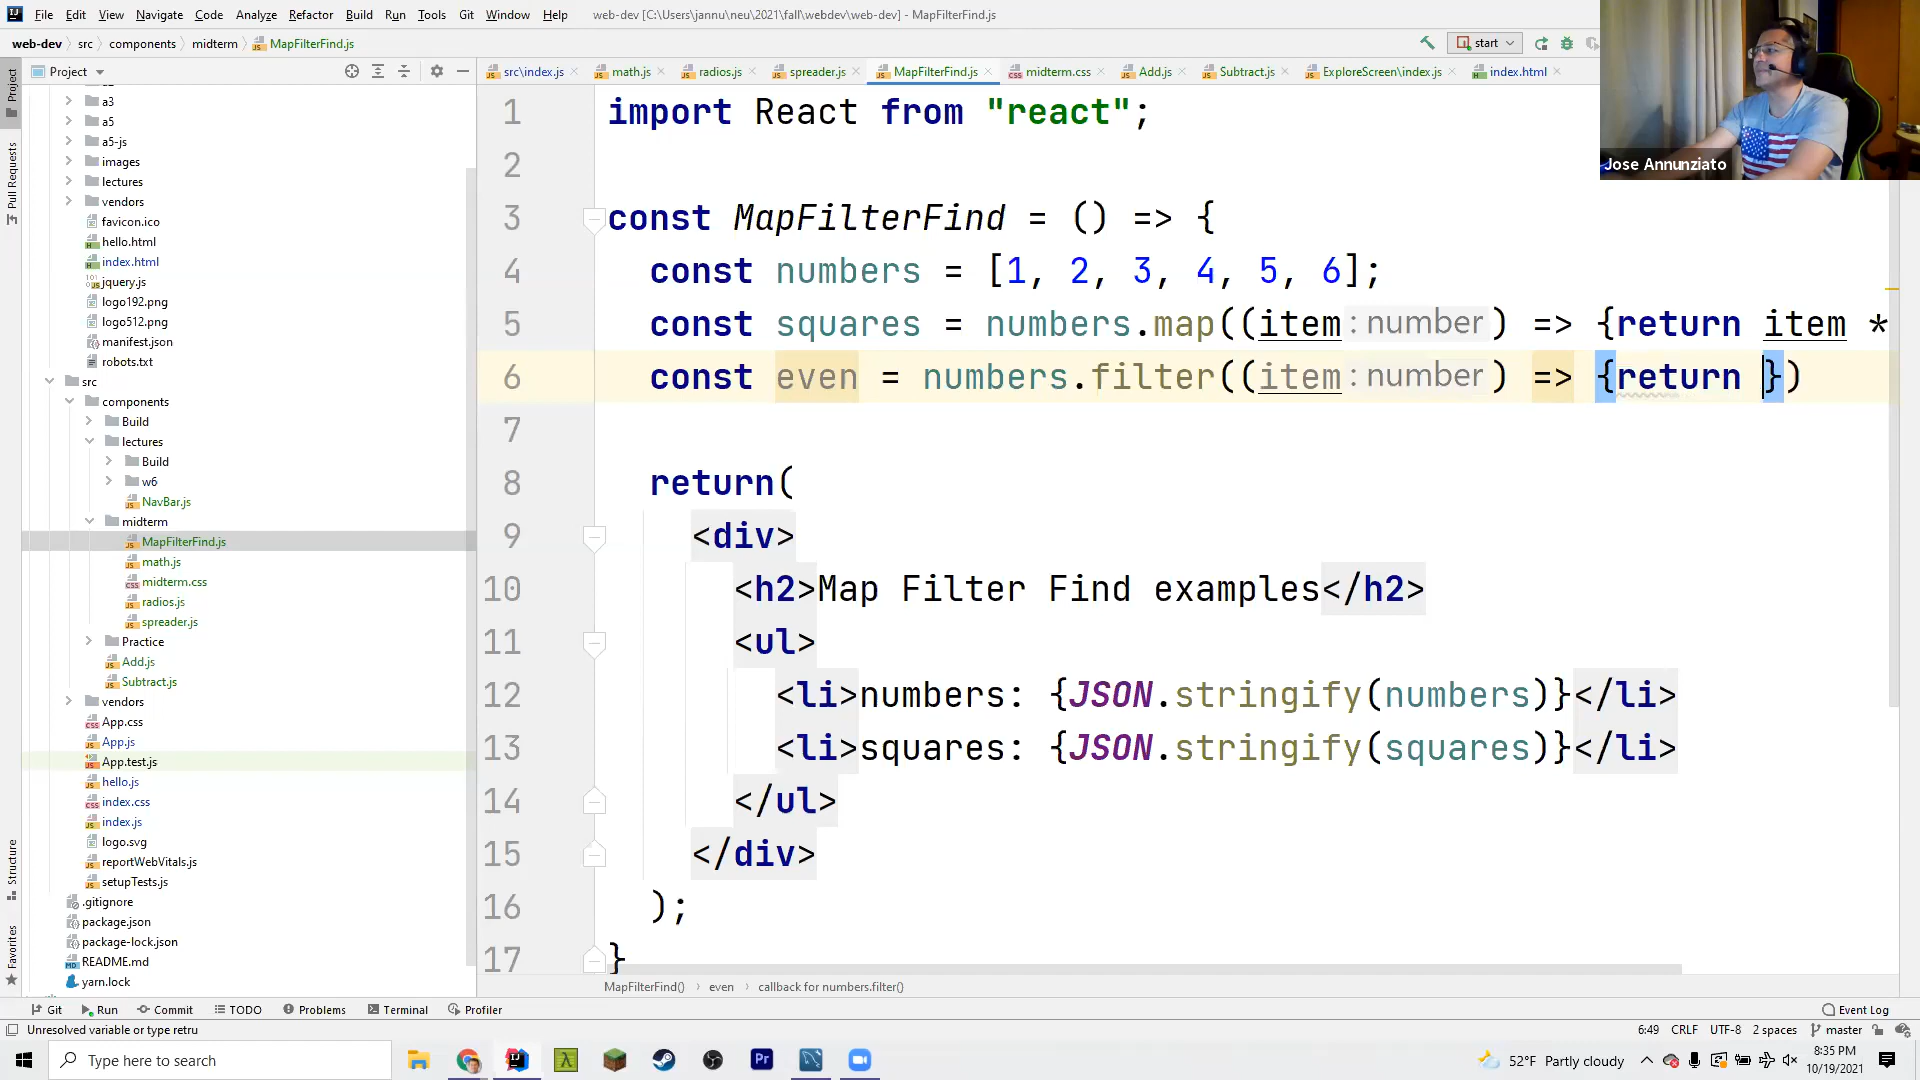 File Edit View Navigate Code Analyze Refactor Build Run Tools Git Window Help web-dev [C:\Users\jannu\neu\2021\fall\webdev\web-dev] - MapFilterFind.js
web-dev src components midterm MapFilterFind.js
start
Project
src\index.js math.js radios.js spreader.js MapFilterFind.js midterm.css Add.js Subtract.js ExploreScreen\index.js index.html
Project
Pull Requests
Structure
Favorites
a3
a5
a5-js
images
lectures
vendors
favicon.ico
hello.html
index.html
jquery.js
logo192.png
logo512.png
manifest.json
robots.txt
src
components
Build
lectures
Build
w6
NavBar.js
midterm
MapFilterFind.js
math.js
midterm.css
radios.js
spreader.js
Practice
Add.js
Subtract.js
vendors
App.css
App.js
App.test.js
hello.js
index.css
index.js
logo.svg
reportWebVitals.js
setupTests.js
.gitignore
package.json
package-lock.json
README.md
yarn.lock
1 import React from "react";
2
3 const MapFilterFind = () => {
4 const numbers = [1, 2, 3, 4, 5, 6];
5 const squares = numbers.map((item : number) => {return item *
6 const even = numbers.filter((item : number) => {return })
7
8 return(
9 <div>
10 <h2>Map Filter Find examples</h2>
11 <ul>
12 <li>numbers: {JSON.stringify(numbers)}</li>
13 <li>squares: {JSON.stringify(squares)}</li>
14 </ul>
15 </div>
16 );
17 }
Jose Annunziato
MapFilterFind() even callback for numbers.filter()
Git Run Commit TODO Problems Terminal Profiler Event Log
Unresolved variable or type retru 6:49 CRLF UTF-8 2 spaces master
Type here to search Pr 52°F Partly cloudy 8:35 PM
10/19/2021